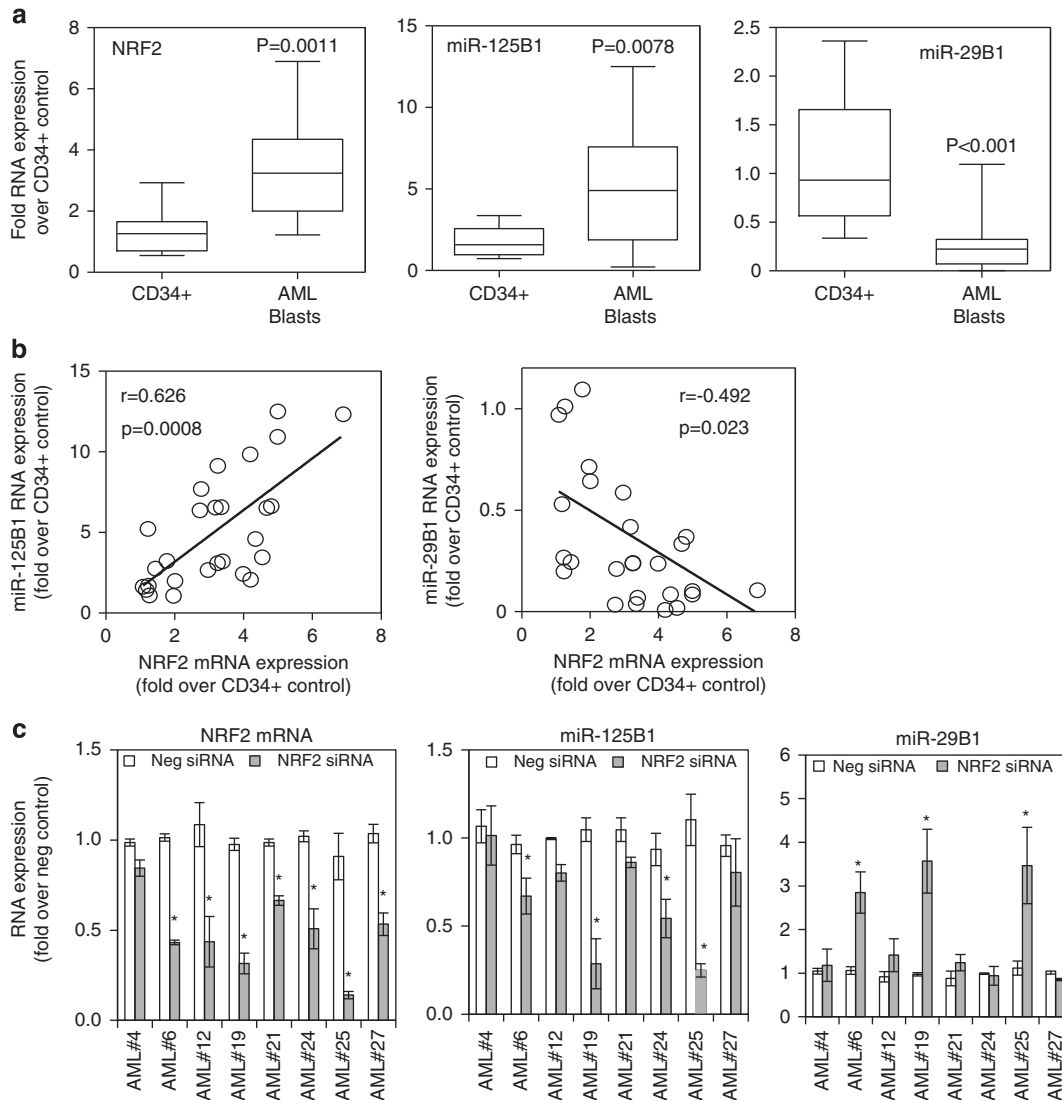 a
Fold RNA expression
over CD34+ control
8
6
4
2
0
NRF2
P=0.0011
CD34+
AML
Blasts
15
10
5
0
miR-125B1
P=0.0078
CD34+
AML
Blasts
2.5
2.0
1.5
1.0
0.5
0.0
miR-29B1
P<0.001
CD34+
AML
Blasts
b
miR-125B1 RNA expression
(fold over CD34+ control)
15
10
5
0
r=0.626
p=0.0008
0 2 4 6 8
NRF2 mRNA expression
(fold over CD34+ control)
miR-29B1 RNA expression
(fold over CD34+ control)
1.0
0.5
0
r=-0.492
p=0.023
0 2 4 6 8
NRF2 mRNA expression
(fold over CD34+ control)
c
RNA expression
(fold over neg control)
NRF2 mRNA
1.5
1.0
0.5
0.0
Neg siRNA NRF2 siRNA
* * * * * * *
AML#4
AML#6
AML#12
AML#19
AML#21
AML#24
AML#25
AML#27
miR-125B1
1.5
1.0
0.5
0.0
Neg siRNA NRF2 siRNA
* * * *
AML#4
AML#6
AML#12
AML#19
AML#21
AML#24
AML#25
AML#27
miR-29B1
6
5
4
3
2
1
0
Neg siRNA NRF2 siRNA
* * *
AML#4
AML#6
AML#12
AML#19
AML#21
AML#24
AML#25
AML#27